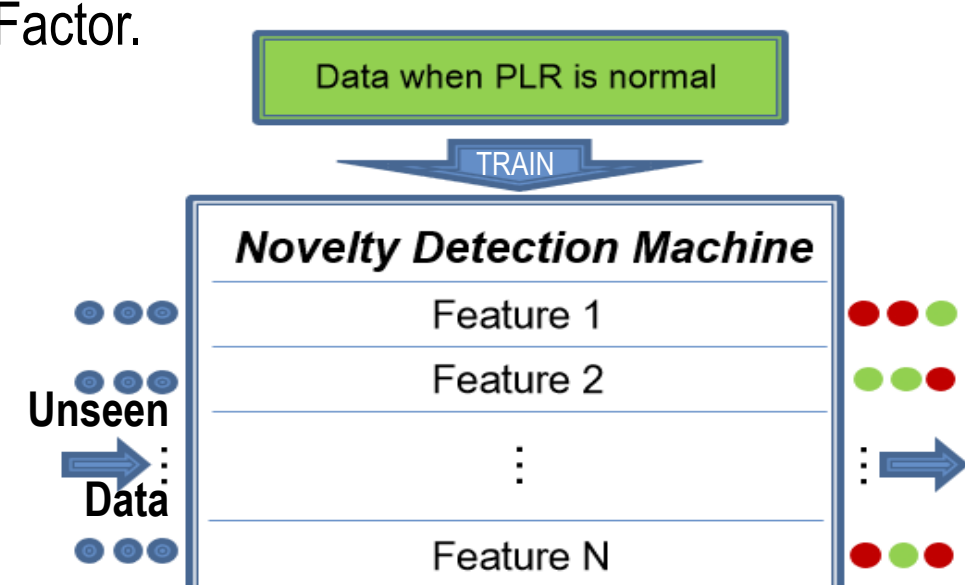 Factor.
Data when PLR is normal
TRAIN
Novelty Detection Machine
Feature 1
Feature 2
Unseen
⋮ ⋮ ⋮
Data
Feature N